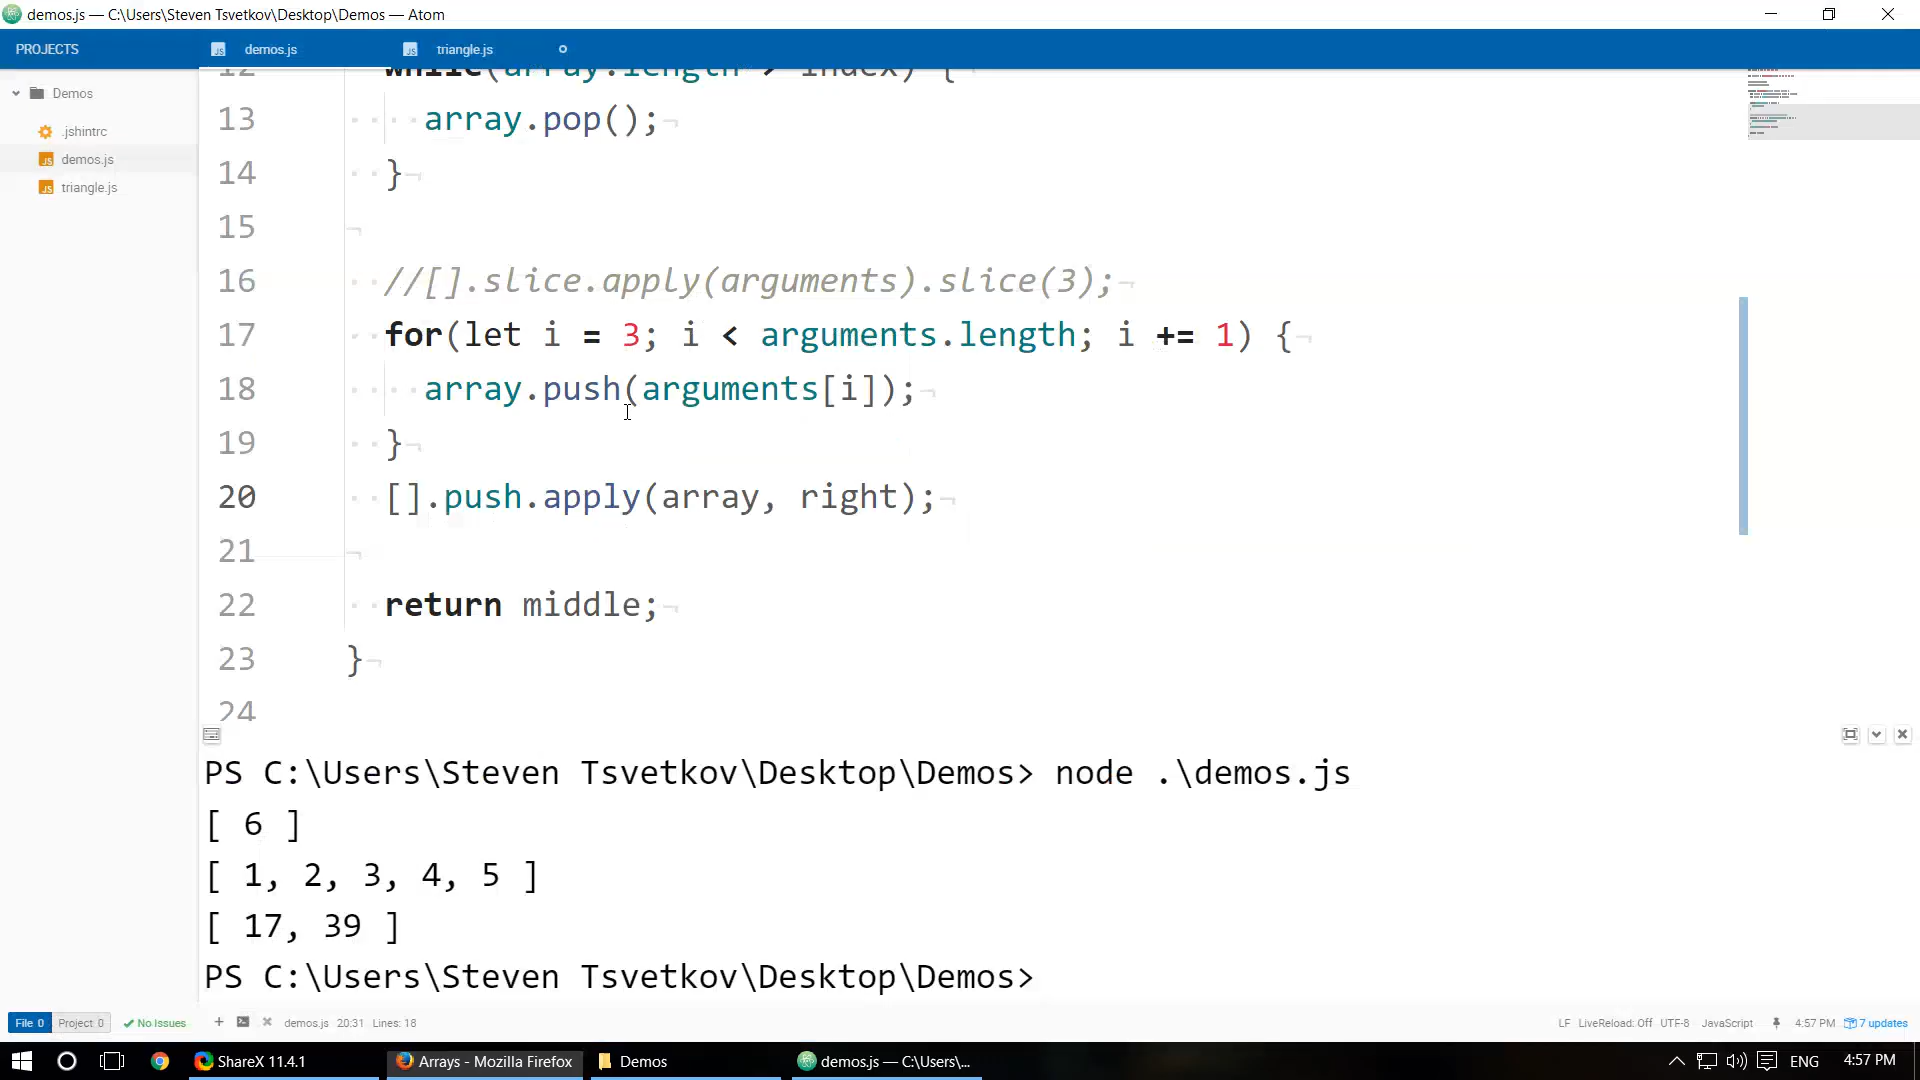 demos.js — C:\Users\Steven Tsvetkov\Desktop\Demos — Atom
PROJECTS
demos.js
triangle.js
Demos
.jshintrc
demos.js
triangle.js
12 while(array.length > index) {
13 array.pop();
14 }
15
16 //[].slice.apply(arguments).slice(3);
17 for(let i = 3; i < arguments.length; i += 1) {
18 array.push(arguments[i]);
19 }
20 [].push.apply(array, right);
21
22 return middle;
23 }
24
PS C:\Users\Steven Tsvetkov\Desktop\Demos> node .\demos.js
[ 6 ]
[ 1, 2, 3, 4, 5 ]
[ 17, 39 ]
PS C:\Users\Steven Tsvetkov\Desktop\Demos>
File 0 Project: 0 No Issues demos.js 20:31 Lines: 18 LF LiveReload: Off UTF-8 JavaScript 4:57 PM 7 updates
ShareX 11.4.1 Arrays - Mozilla Firefox Demos demos.js — C:\Users\... ENG 4:57 PM